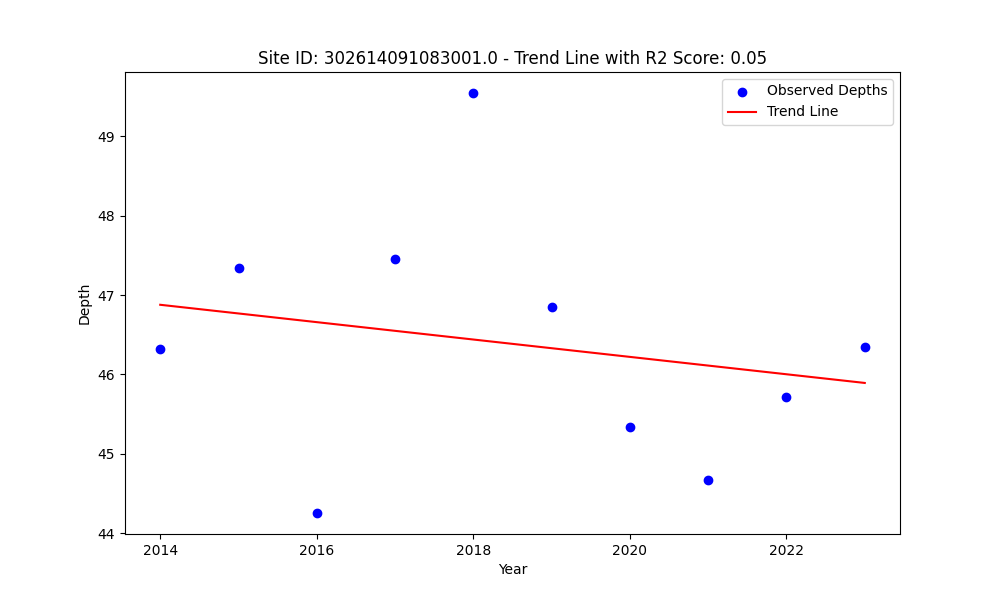 Site ID: 302614091083001.0 - Trend Line with R2 Score: 0.05
Observed Depths
Trend Line
49
48
47
46
45
44
Depth
2014
2016
2018
2020
2022
Year